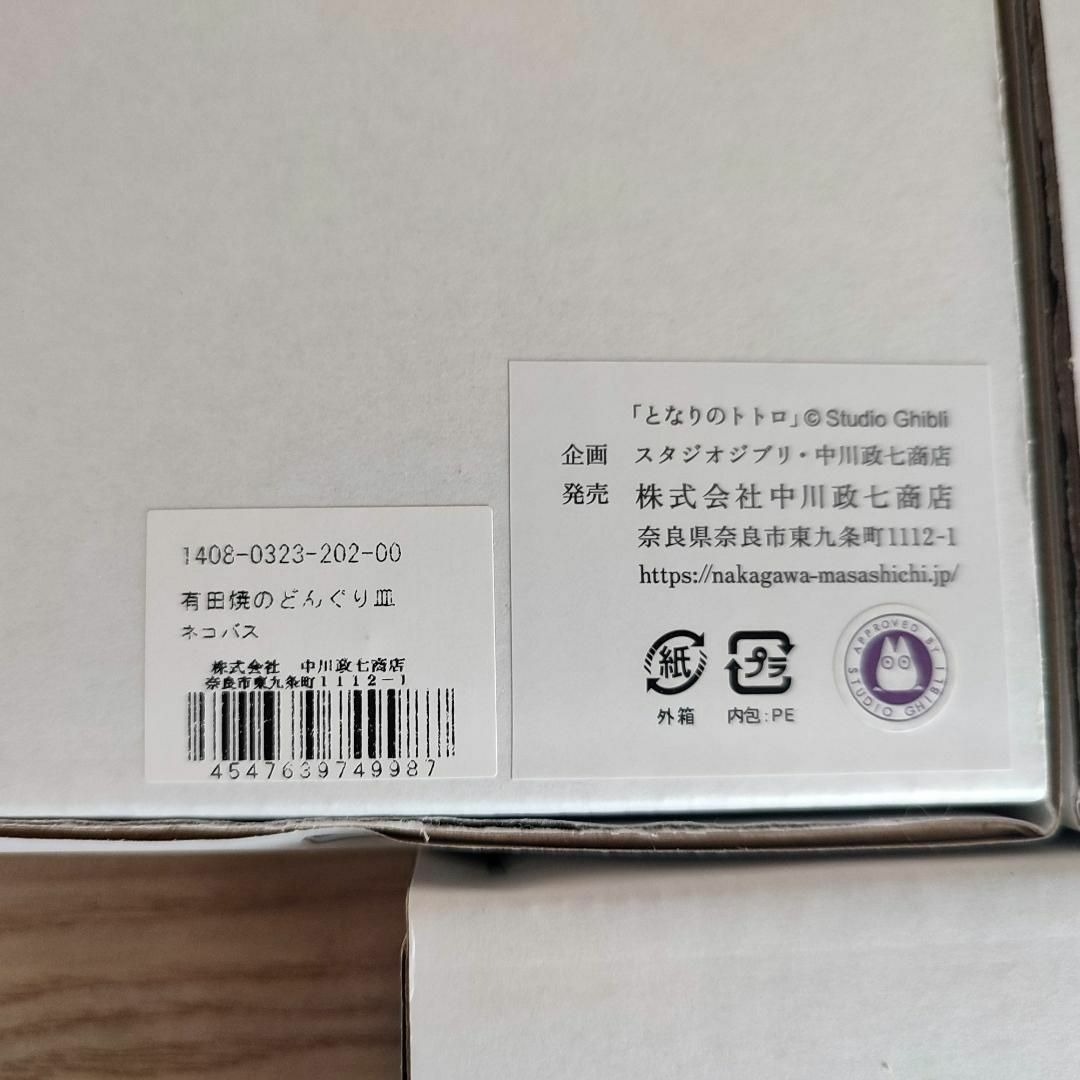 「となりのトトロ」© Studio Ghibli
企画 スタジオジブリ・中川政七商店
発売 株式会社中川政七商店
奈良県奈良市東九条町1112-1
https://nakagawa-masashichi.jp/
紙
外箱
プラ
内包:PE
APPROVED BY STUDIO GHIBLI
1408-0323-202-00
有田焼のどんぐり皿
ネコバス
株式会社 中川政七商店
奈良市東九条町1112-1
4547639749987